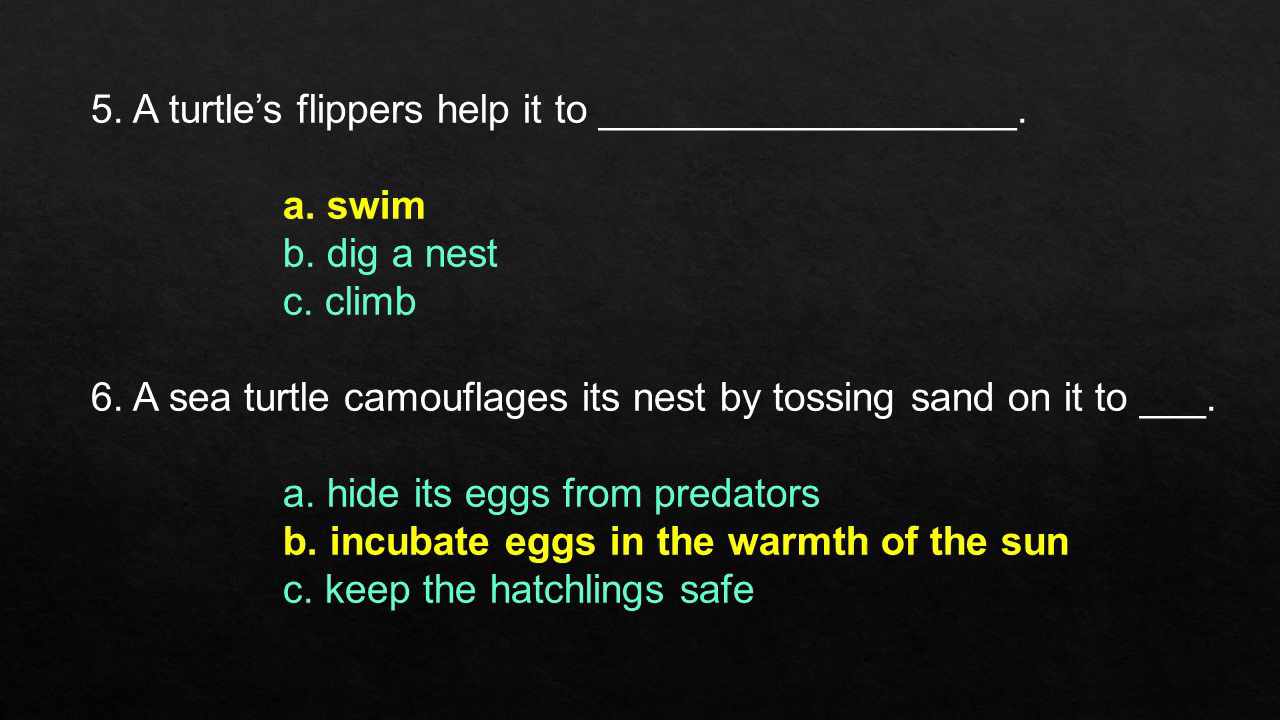 5. A turtle’s flippers help it to ___________________.
a. swim
b. dig a nest
c. climb
6. A sea turtle camouflages its nest by tossing sand on it to ___.
a. hide its eggs from predators
b. incubate eggs in the warmth of the sun
c. keep the hatchlings safe